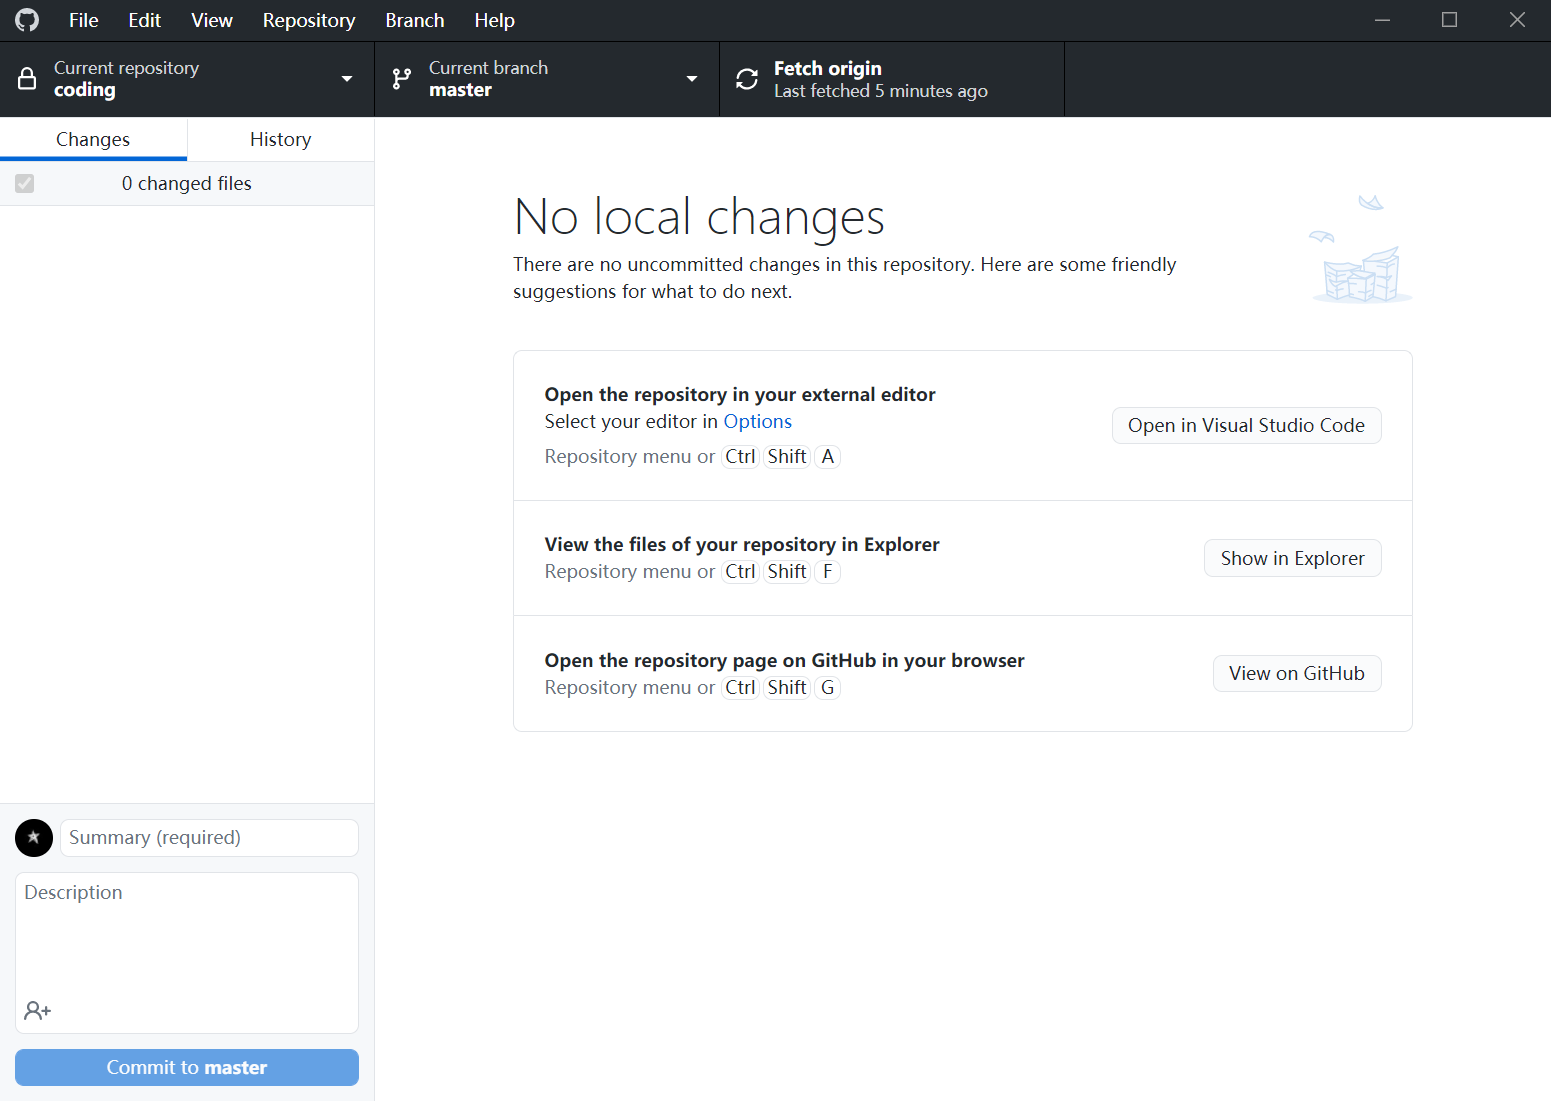 File Edit View Repository Branch Help
Current repository
coding
Current branch
master
Fetch origin
Last fetched 5 minutes ago
Changes
History
0 changed files
No local changes
There are no uncommitted changes in this repository. Here are some friendly
suggestions for what to do next.
Open the repository in your external editor
Select your editor in Options
Repository menu or Ctrl Shift A
Open in Visual Studio Code
View the files of your repository in Explorer
Repository menu or Ctrl Shift F
Show in Explorer
Open the repository page on GitHub in your browser
Repository menu or Ctrl Shift G
View on GitHub
Summary (required)
Description
Commit to master